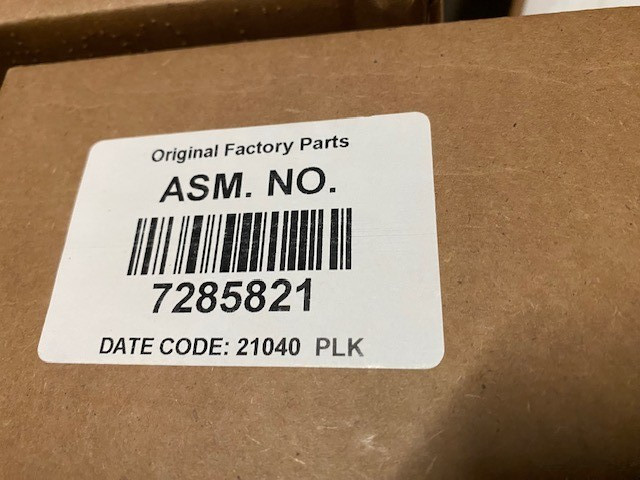 Original Factory Parts
ASM. NO.
7285821
DATE CODE: 21040 PLK